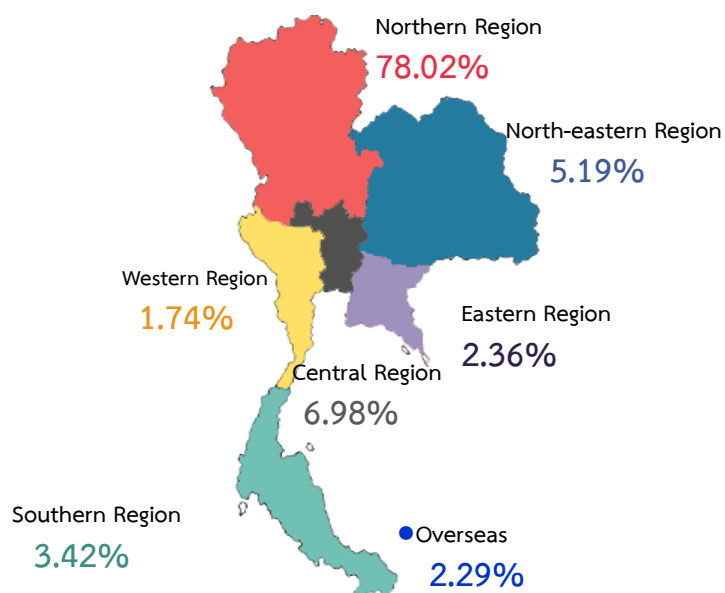 Northern Region
78.02%
North-eastern Region
5.19%
Western Region
1.74%
Eastern Region
2.36%
Central Region
6.98%
Southern Region
3.42%
Overseas
2.29%